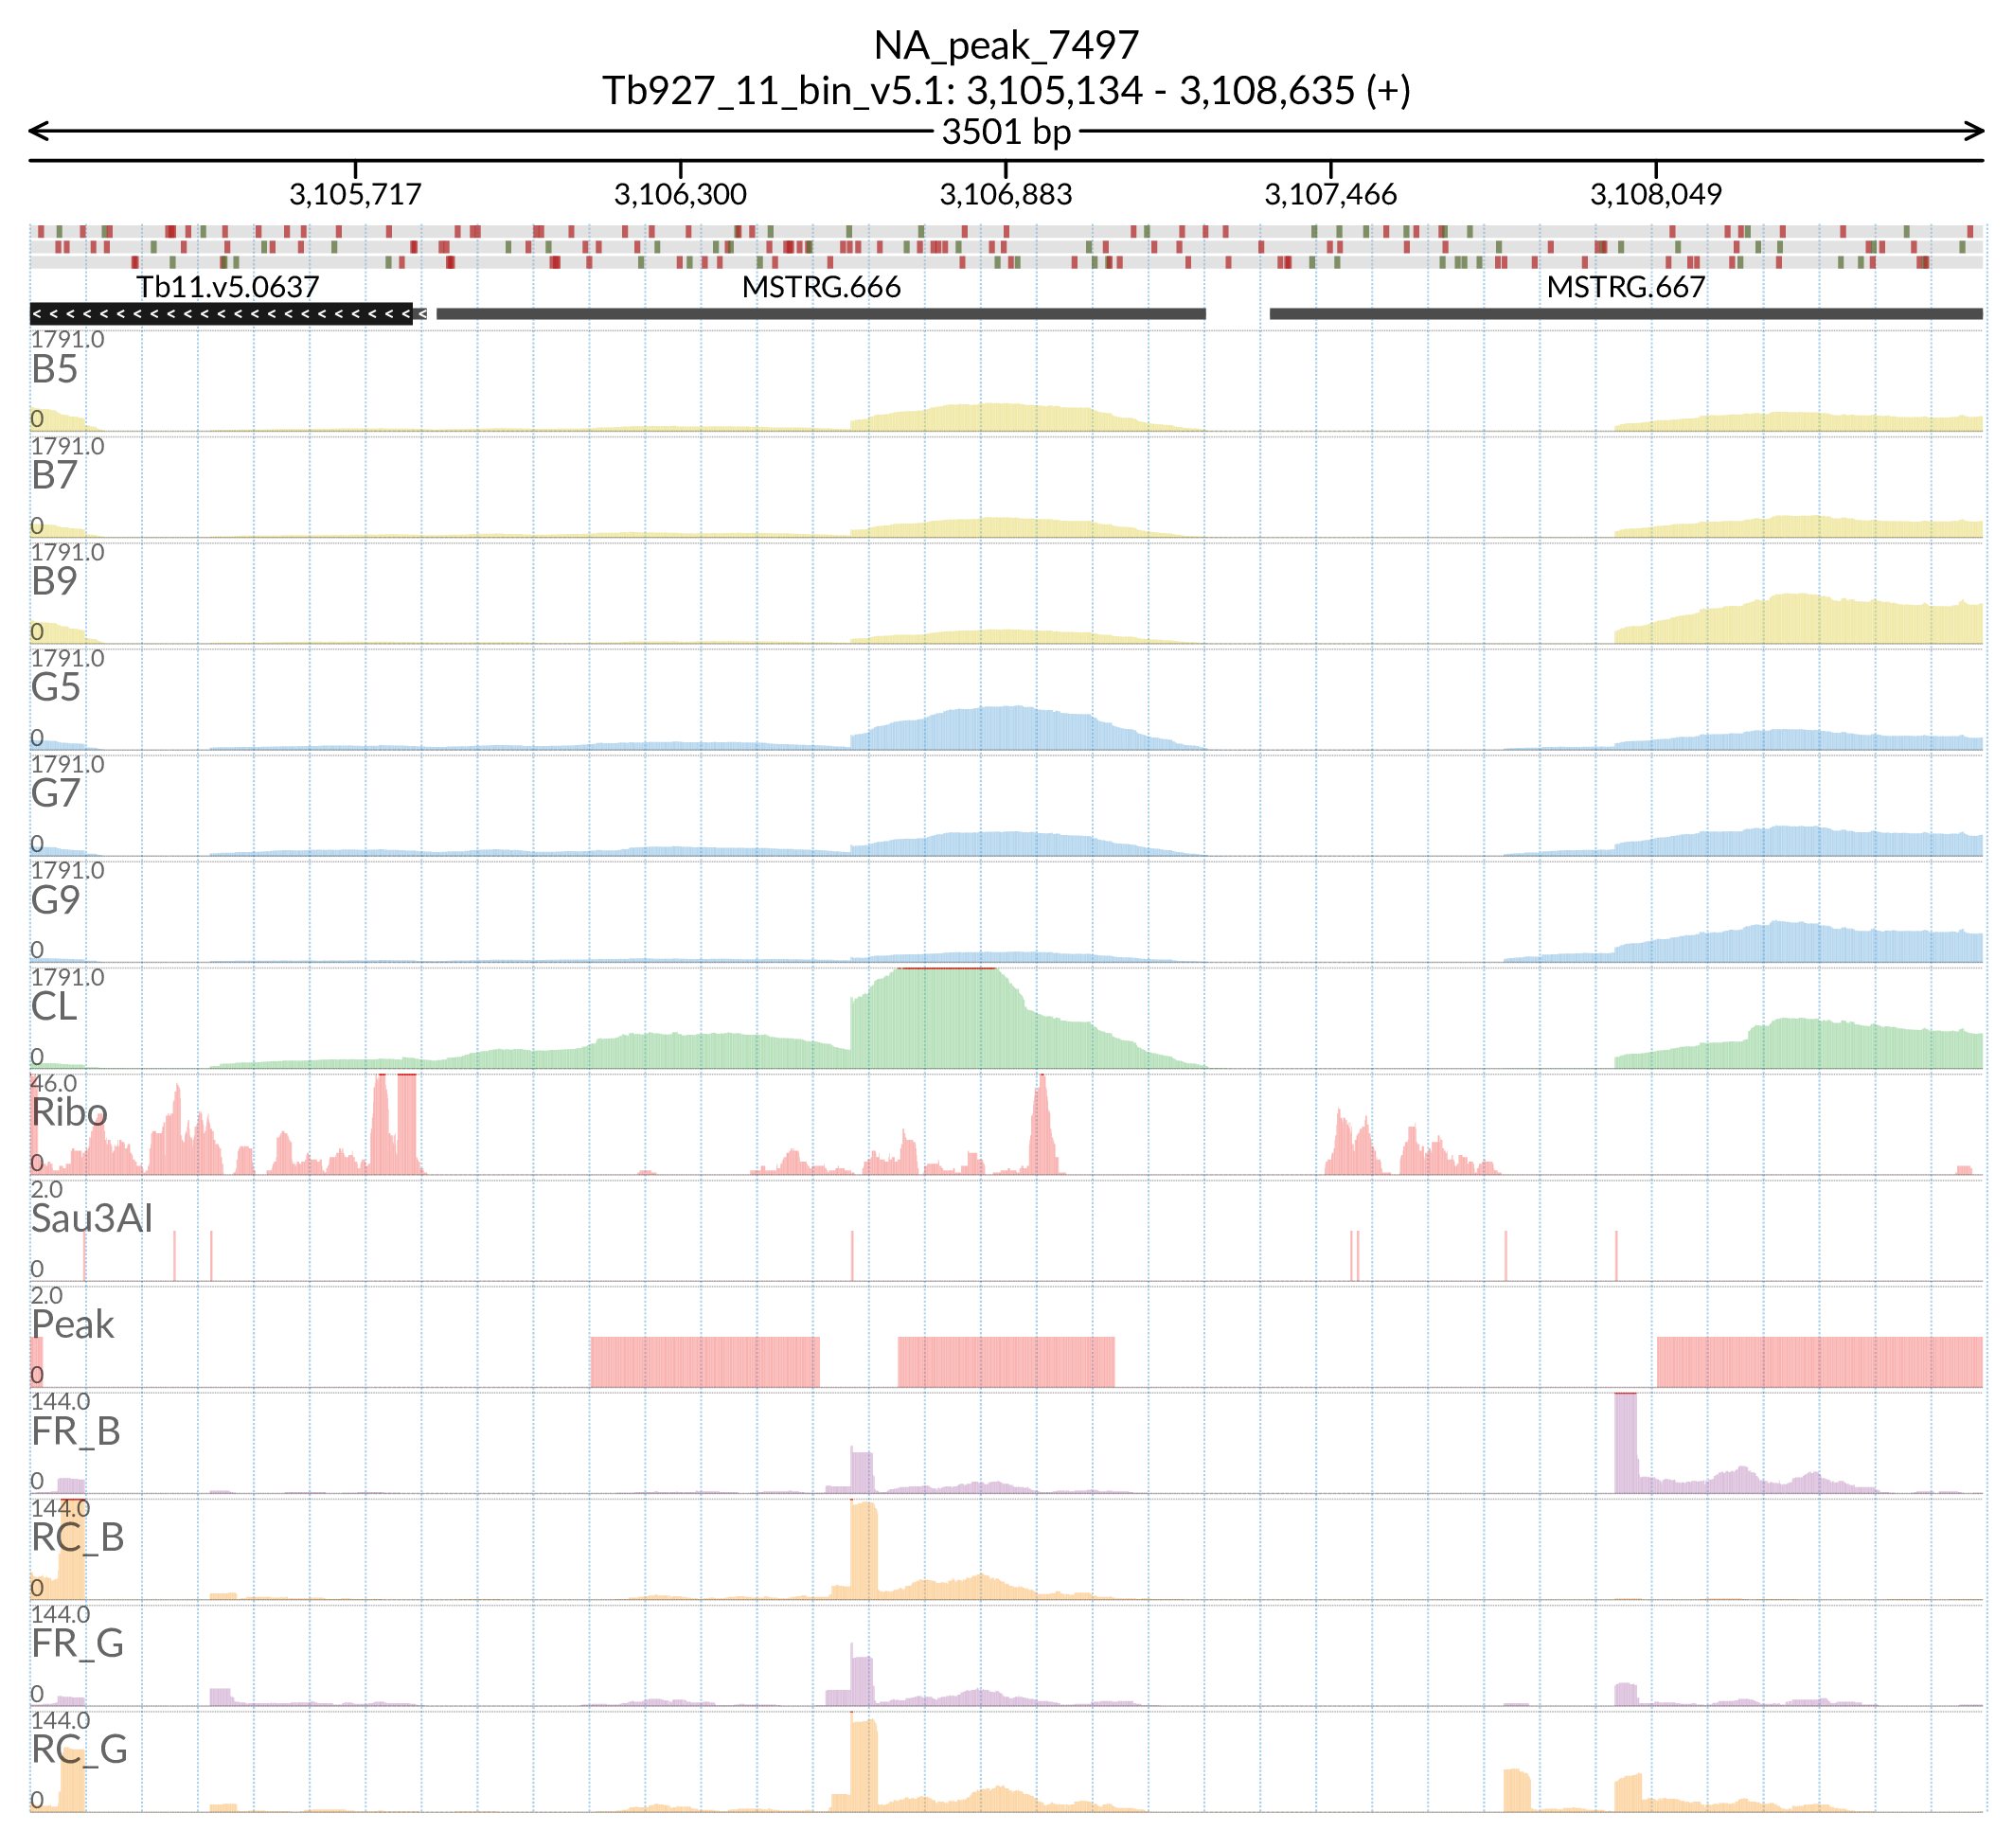 NA_peak_7497
Tb927_11_bin_v5.1: 3,105,134 - 3,108,635 (+)
3501 bp
3,105,717 3,106,300 3,106,883 3,107,466 3,108,049
Tb11.v5.0637 MSTRG.666 MSTRG.667
< < < < < < < < < < < < < < < < < < < < < < < <
1791.0
B5
0
1791.0
B7
0
1791.0
B9
0
1791.0
G5
0
1791.0
G7
0
1791.0
G9
0
1791.0
CL
0
46.0
Ribo
0
2.0
Sau3AI
0
2.0
Peak
0
144.0
FR_B
0
144.0
RC_B
0
144.0
FR_G
0
144.0
RC_G
0